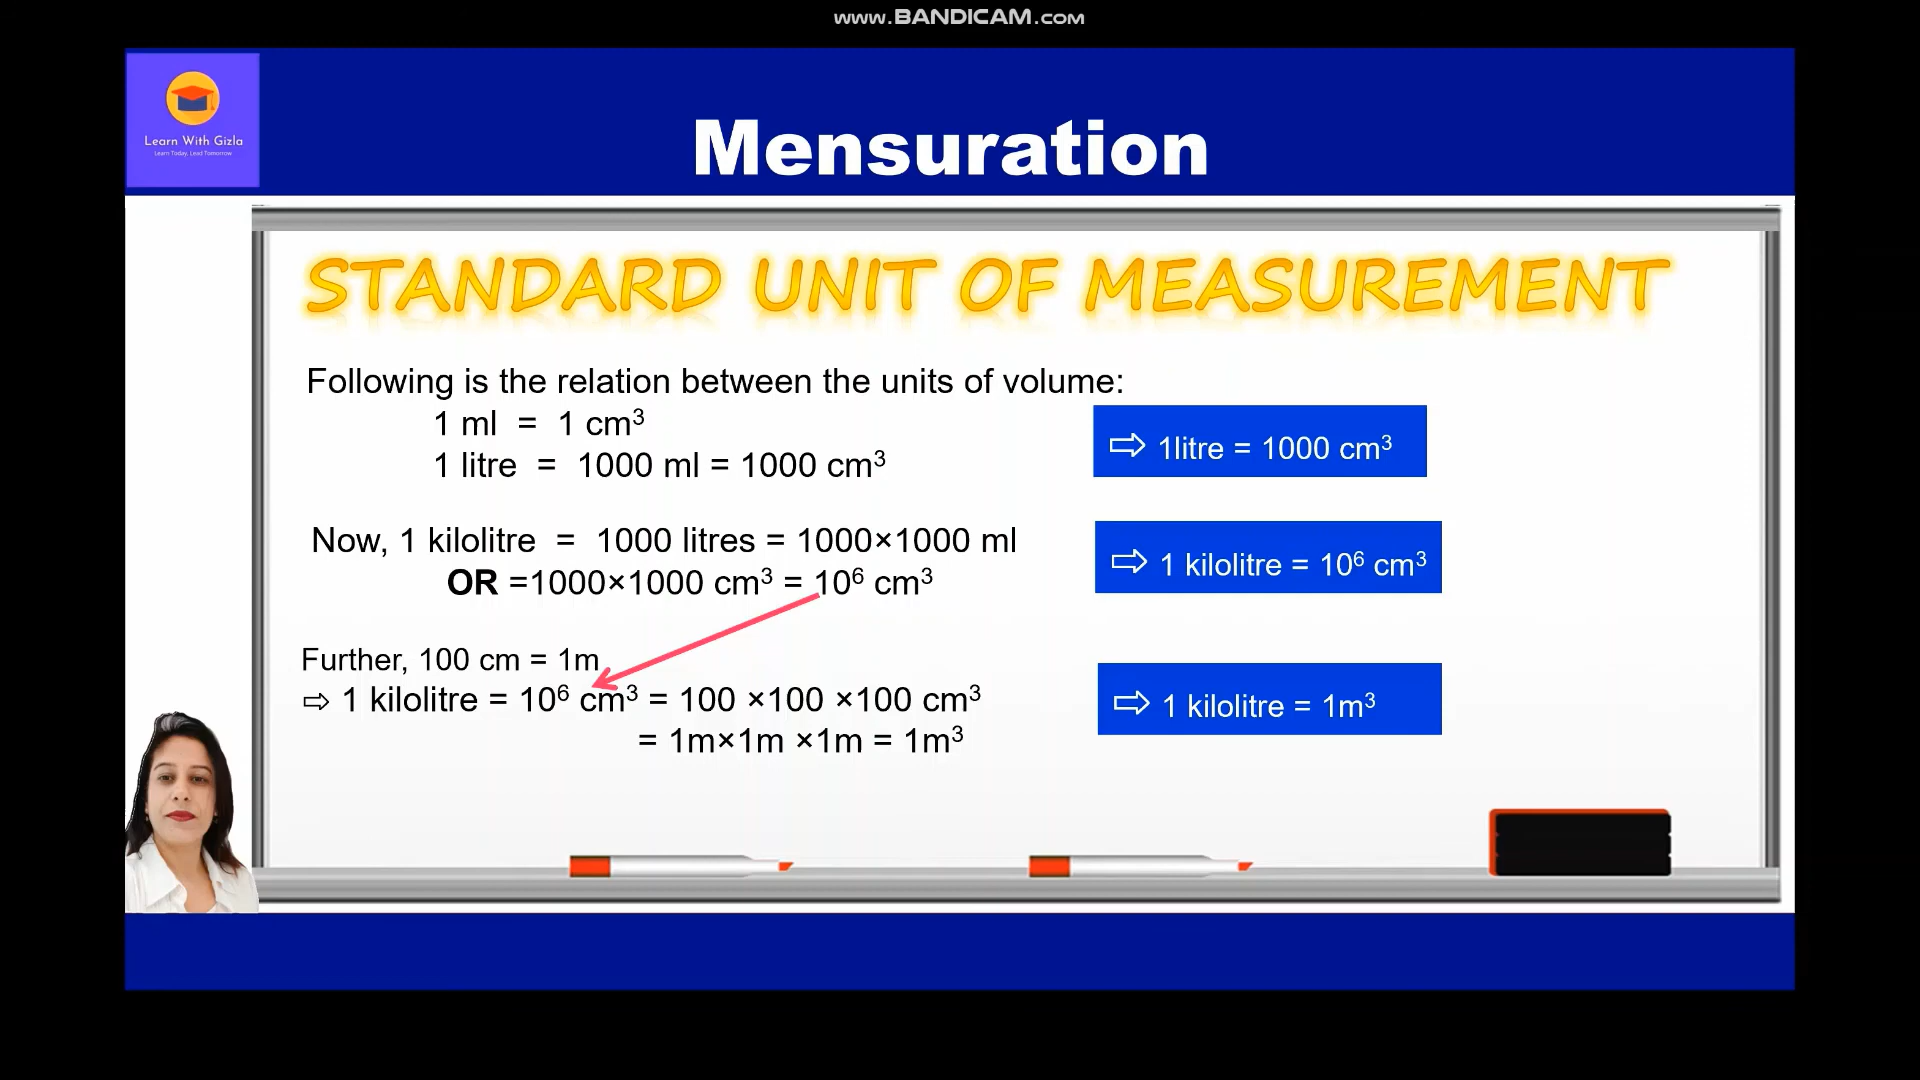 www.BANDICAM.com
Learn With Gizla
Learn Today, Lead Tomorrow
Mensuration
STANDARD UNIT OF MEASUREMENT
Following is the relation between the units of volume:
1 ml = 1 cm³
1 litre = 1000 ml = 1000 cm³
⇨ 1litre = 1000 cm³
Now, 1 kilolitre = 1000 litres = 1000×1000 ml
OR =1000×1000 cm³ = 10⁶ cm³
⇨ 1 kilolitre = 10⁶ cm³
Further, 100 cm = 1m
⇨ 1 kilolitre = 10⁶ cm³ = 100 ×100 ×100 cm³
= 1m×1m ×1m = 1m³
⇨ 1 kilolitre = 1m³